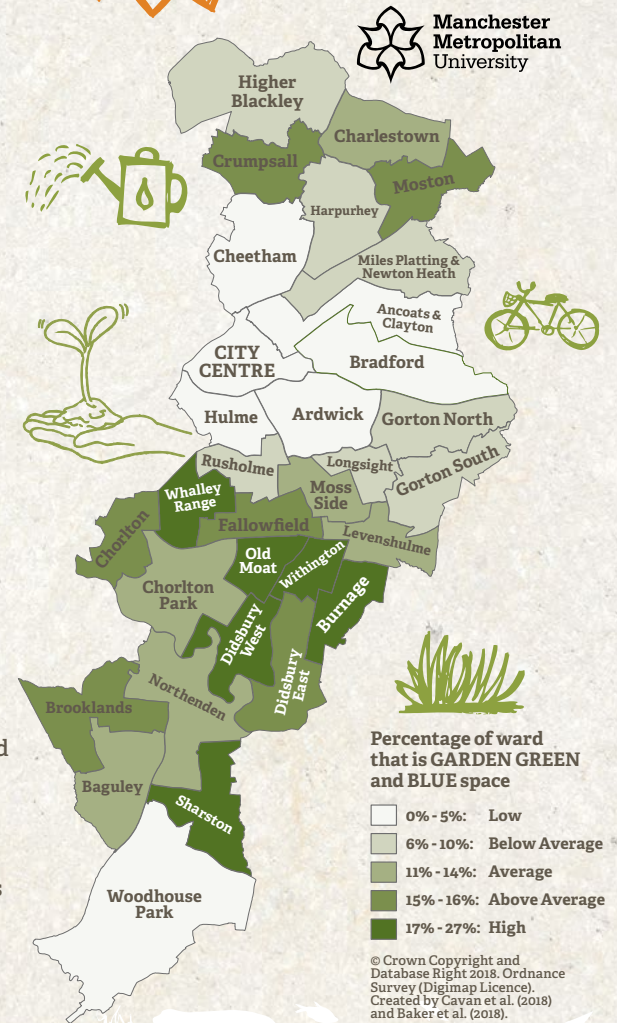 Manchester
Metropolitan
University
Higher
Blackley
Charlestown
Crumpsall
Moston
Harpurhey
Cheetham
Miles Platting &
Newton Heath
Ancoats &
Clayton
CITY
CENTRE
Bradford
Hulme
Ardwick
Gorton North
Rusholme
Longsight
Gorton South
Whalley
Range
Moss
Side
Chorlton
Fallowfield
Levenshulme
Old
Moat
Withington
Chorlton
Park
Burnage
Didsbury
West
Didsbury
East
Northenden
Brooklands
d
Baguley
Sharston
s
Woodhouse
Park
Percentage of ward
that is GARDEN GREEN
and BLUE space
0% - 5%: Low
6% - 10%: Below Average
11% - 14%: Average
15% - 16%: Above Average
17% - 27%: High
© Crown Copyright and
Database Right 2018. Ordnance
Survey (Digimap Licence).
Created by Cavan et al. (2018)
and Baker et al. (2018).